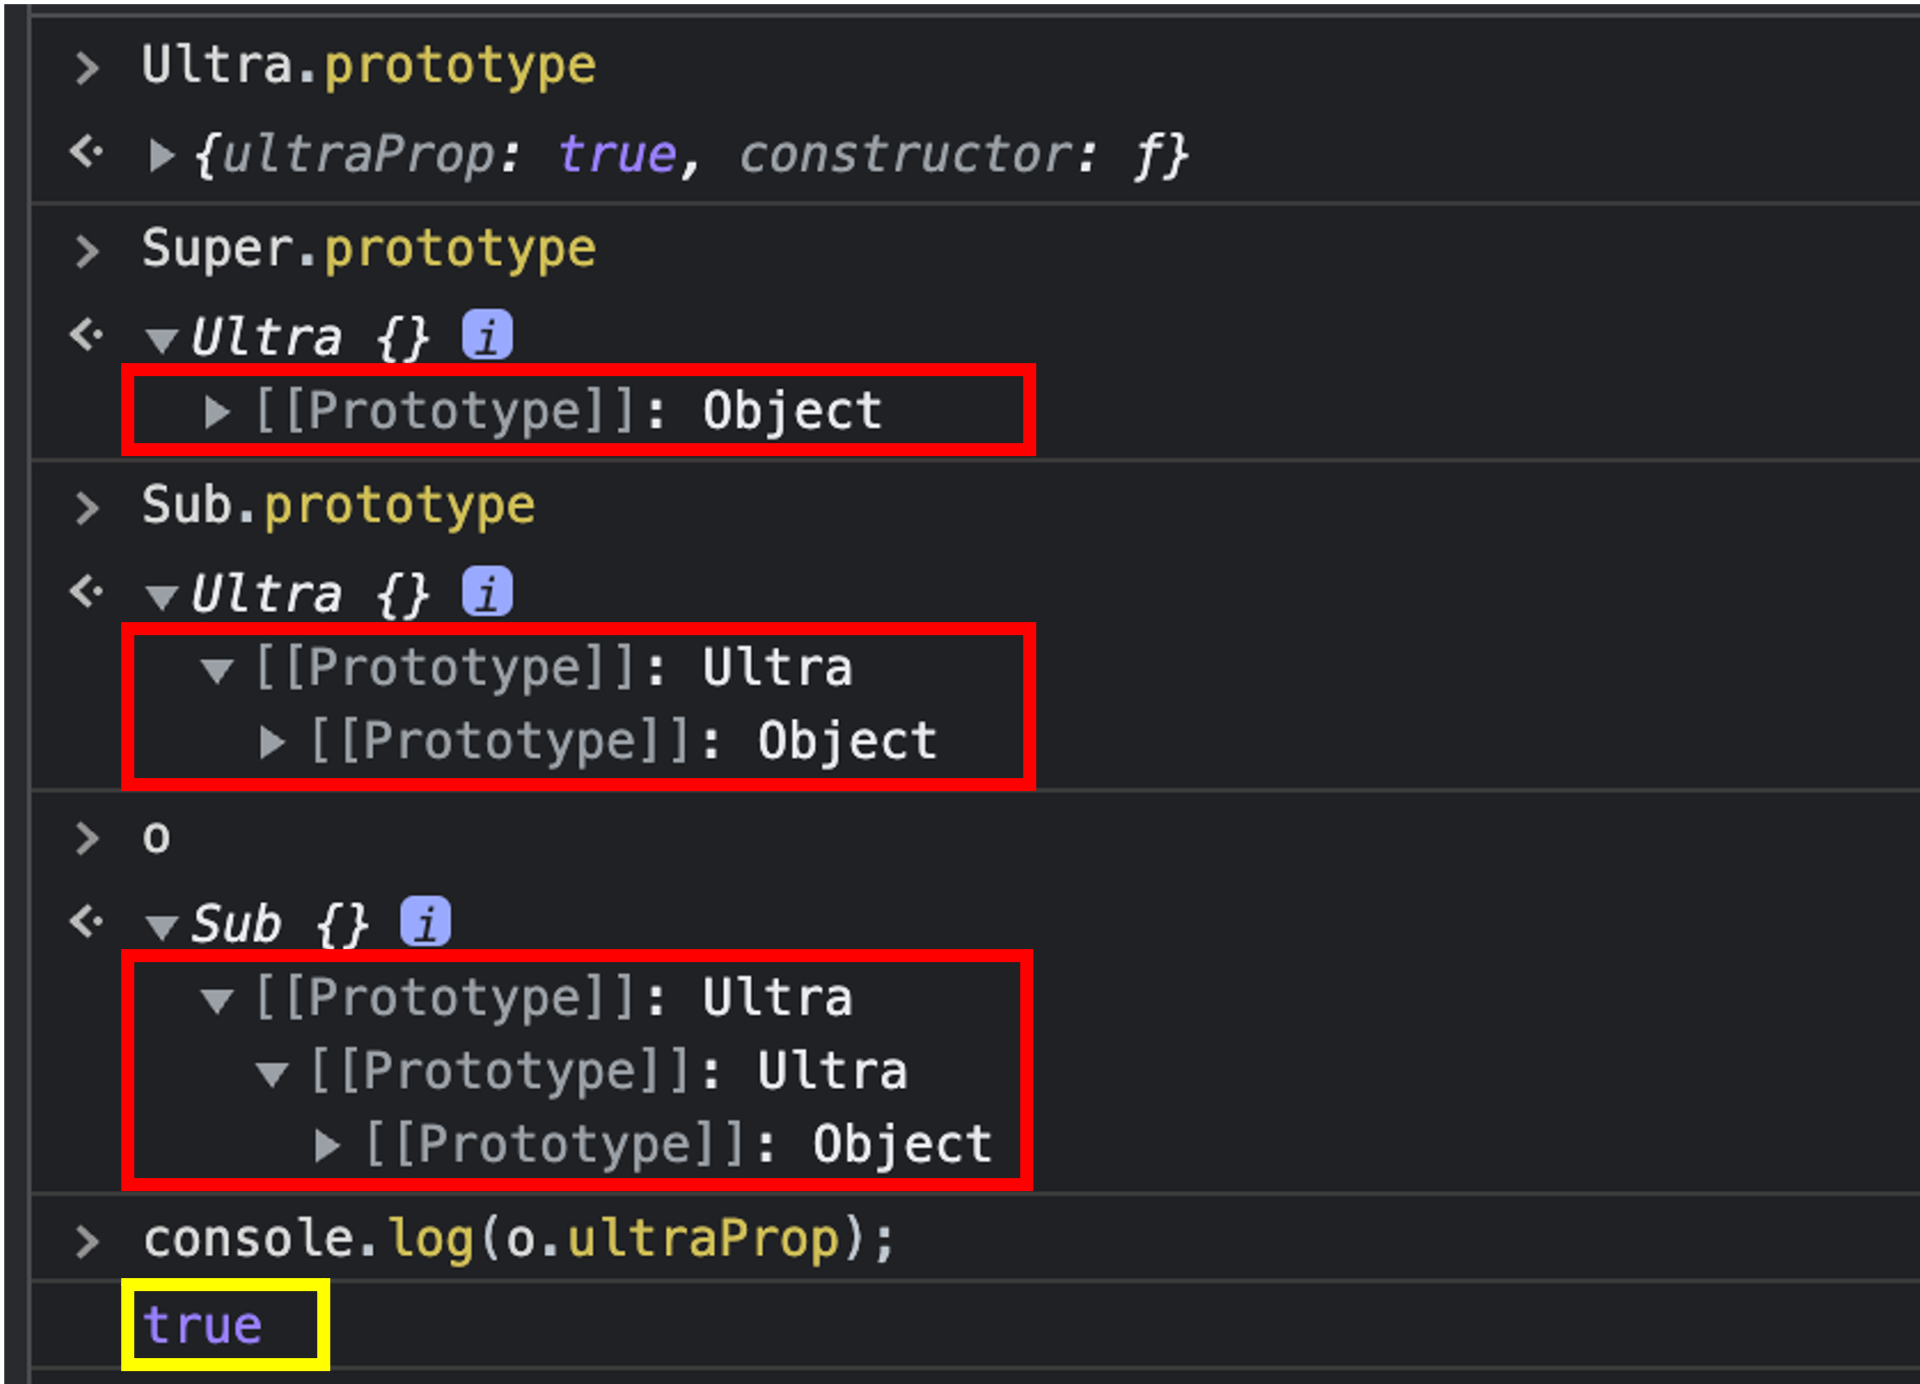 > Ultra.prototype
<· ▶ {ultraProp: true, constructor: ƒ}
> Super.prototype
<· ▼ Ultra {} i
▶ [[Prototype]]: Object
> Sub.prototype
<· ▼ Ultra {} i
▼ [[Prototype]]: Ultra
▶ [[Prototype]]: Object
> o
<· ▼ Sub {} i
▼ [[Prototype]]: Ultra
▼ [[Prototype]]: Ultra
▶ [[Prototype]]: Object
> console.log(o.ultraProp);
true